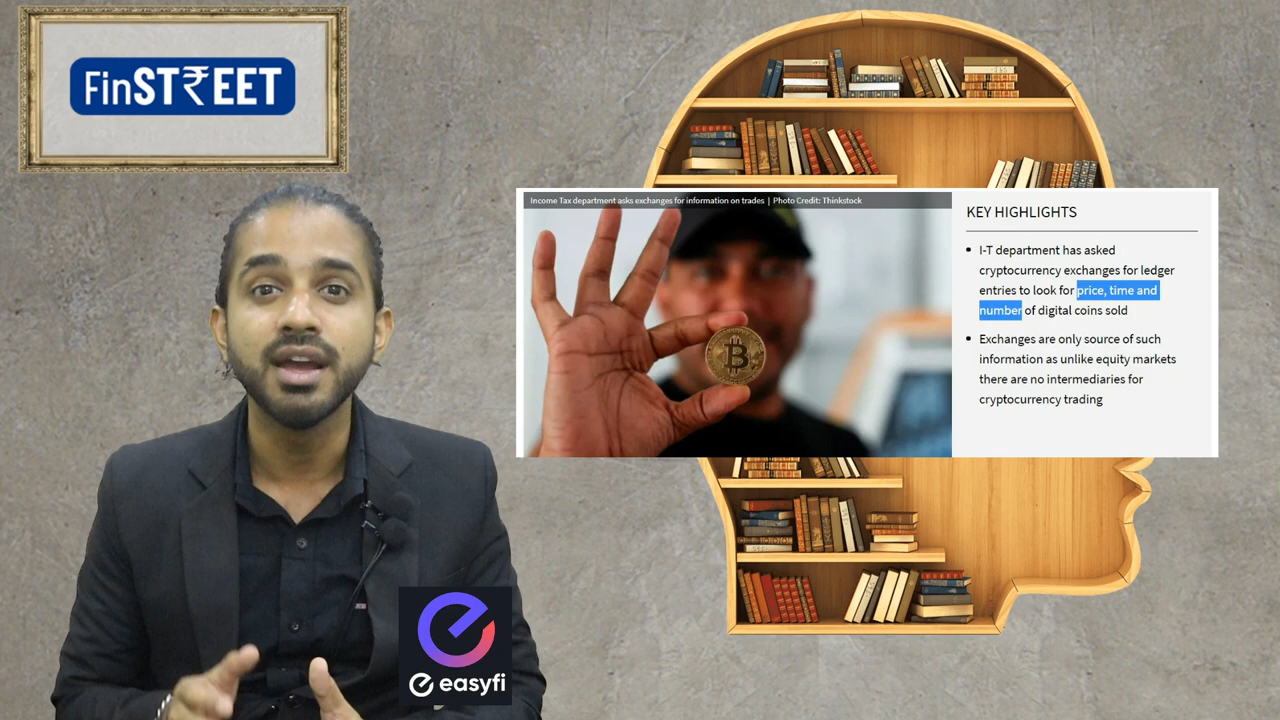 FinST₹EET
Income Tax department asks exchanges for information on trades | Photo Credit: Thinkstock
KEY HIGHLIGHTS
I-T department has asked
cryptocurrency exchanges for ledger
entries to look for price, time and
number of digital coins sold
Exchanges are only source of such
information as unlike equity markets
there are no intermediaries for
cryptocurrency trading
easyfi